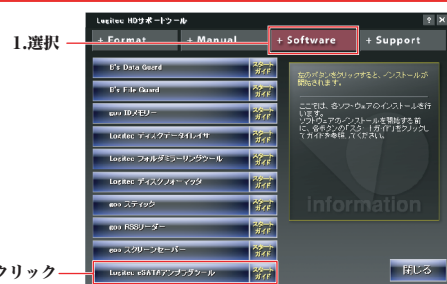 Logitec HDサポートツール
1.選択
+ Format
+ Manual
+ Software
+ Support
B's Data Guard
スタートガイド
B's File Guard
スタートガイド
goo IDメモリー
スタートガイド
Logitec ディスクデータイレイサ
スタートガイド
Logitec フォルダミラーリングツール
スタートガイド
Logitec ディスクフォーマッタ
スタートガイド
goo スティック
スタートガイド
goo RSSリーダー
スタートガイド
goo スクリーンセーバー
スタートガイド
Logitec eSATAアンプラグツール
スタートガイド
左のボタンをクリックすると、インストールが
開始されます。
ここでは、各ソフトウェアのインストールを行
います。
ソフトウェアのインストールを開始する前
に、各ボタンの「スタートガイド」をクリックし
てガイドを参照してください。
information
クリック
閉じる